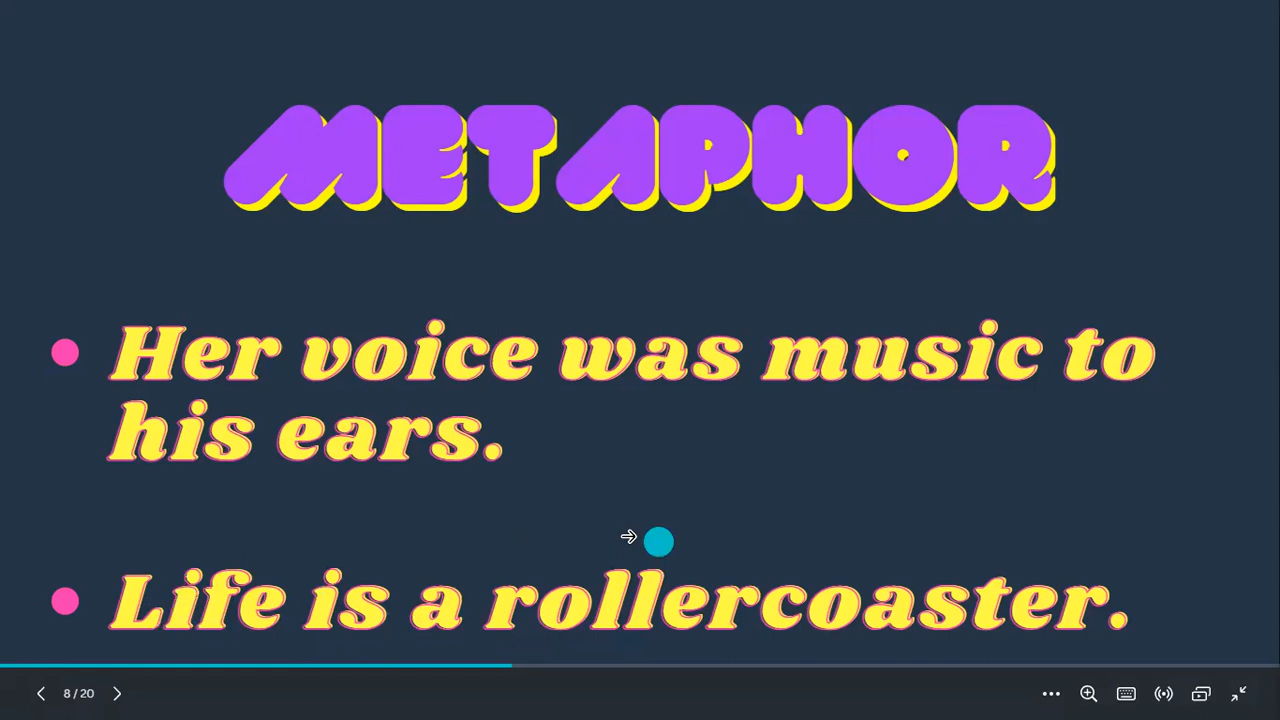 METAPHOR
• Her voice was music to
his ears.
• Life is a rollercoaster.
8 / 20